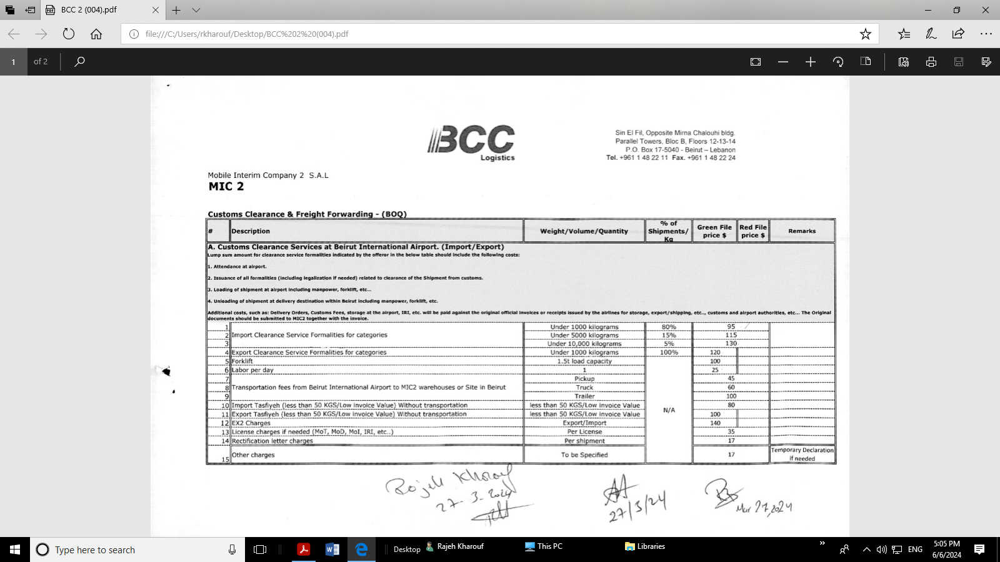 BCC 2 (004).pdf
file:///C:/Users/rkharouf/Desktop/BCC%202%20(004).pdf
1 of 2
BCC
Logistics
Sin El Fil, Opposite Mirna Chalouhi bldg.
Parallel Towers, Bloc B, Floors 12-13-14
P.O. Box 17-5040 - Beirut – Lebanon
Tel. +961 1 48 22 11 Fax. +961 1 48 22 24
Mobile Interim Company 2 S.A.L
MIC 2
Customs Clearance & Freight Forwarding - (BOQ)
# Description Weight/Volume/Quantity % of Shipments/Kg Green File price $ Red File price $ Remarks
A. Customs Clearance Services at Beirut International Airport. (Import/Export)
Lump sum amount for clearance service formalities indicated by the offeror in the below table should include the following costs:
1. Attendance at airport.
2. Issuance of all formalities (including legalization if needed) related to clearance of the Shipment from customs.
3. Loading of shipment at airport including manpower, forklift, etc...
4. Unloading of shipment at delivery destination within Beirut including manpower, forklift, etc.
Additional costs, such as: Delivery Orders, Customs Fees, storage at the airport, IRI, etc. will be paid against the original official invoices or receipts issued by the airlines for storage, export/shipping, etc.., customs and airport authorities, etc... The Original
documents should be submitted to MIC2 together with the invoice.
1 Under 1000 kilograms 80% 95
2 Import Clearance Service Formalities for categories Under 5000 kilograms 15% 115
3 Under 10,000 kilograms 5% 130
4 Export Clearance Service Formalities for categories Under 1000 kilograms 100% 120
5 Forklift 1.5t load capacity 100
6 Labor per day 1 25
7 Pickup 45
8 Transportation fees from Beirut International Airport to MIC2 warehouses or Site in Beirut Truck 60
9 Trailer 100
10 Import Tasfiyeh (less than 50 KGS/Low invoice Value) Without transportation less than 50 KGS/Low invoice Value N/A 80
11 Export Tasfiyeh (less than 50 KGS/Low invoice Value) Without transportation less than 50 KGS/Low invoice Value 100
12 EX2 Charges Export/Import 140
13 License charges if needed (MoT, MoD, MoI, IRI, etc..) Per License 35
14 Rectification letter charges Per shipment 17
15 Other charges To be Specified 17 Temporary Declaration if needed
Rajeh Kharouf
27-3-2024
27/3/24
Mar 27, 2024
Type here to search
Desktop
Rajeh Kharouf
This PC
Libraries
ENG
5:05 PM
6/6/2024